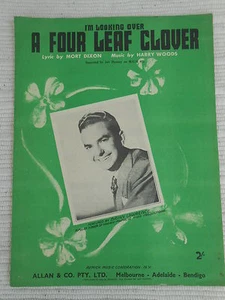 I'M LOOKING OVER
A FOUR LEAF CLOVER
Lyric by MORT DIXON Music by HARRY WOODS
ALLAN & CO. PTY. LTD. Melbourne - Adelaide - Bendigo
2/-